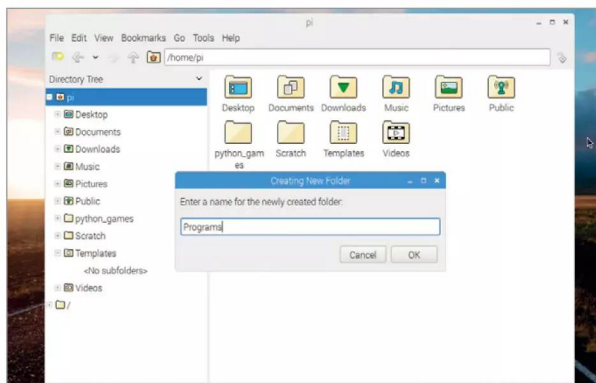 pi
File Edit View Bookmarks Go Tools Help
/home/pi
Directory Tree
pi
Desktop
Documents
Downloads
Music
Pictures
Public
python_games
Scratch
Templates
<No subfolders>
Videos
/
Desktop Documents Downloads Music Pictures Public
python_gam
es
Scratch Templates Videos
Creating New Folder
Enter a name for the newly created folder:
Programs
Cancel OK